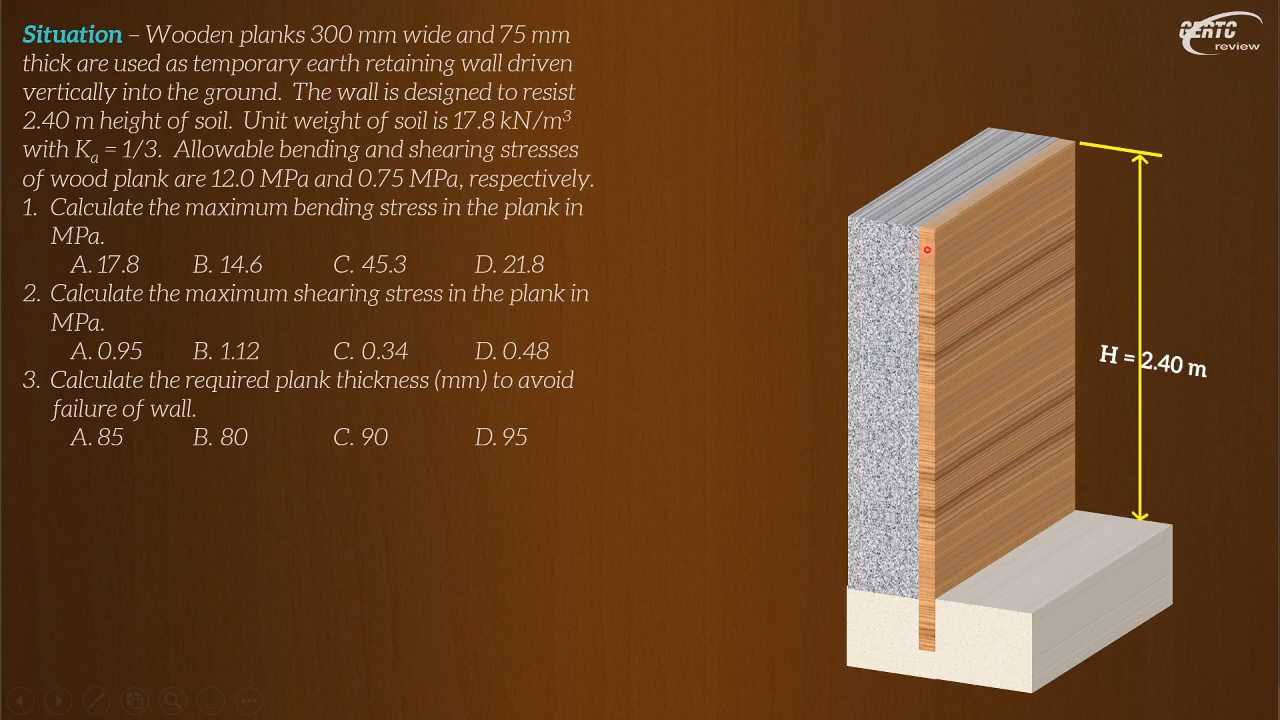 Situation – Wooden planks 300 mm wide and 75 mm
thick are used as temporary earth retaining wall driven
vertically into the ground. The wall is designed to resist
2.40 m height of soil. Unit weight of soil is 17.8 kN/m³
with Kₐ = 1/3. Allowable bending and shearing stresses
of wood plank are 12.0 MPa and 0.75 MPa, respectively.
1. Calculate the maximum bending stress in the plank in
MPa.
A. 17.8 B. 14.6 C. 45.3 D. 21.8
2. Calculate the maximum shearing stress in the plank in
MPa.
A. 0.95 B. 1.12 C. 0.34 D. 0.48
3. Calculate the required plank thickness (mm) to avoid
failure of wall.
A. 85 B. 80 C. 90 D. 95
GERTC
review
H = 2.40 m